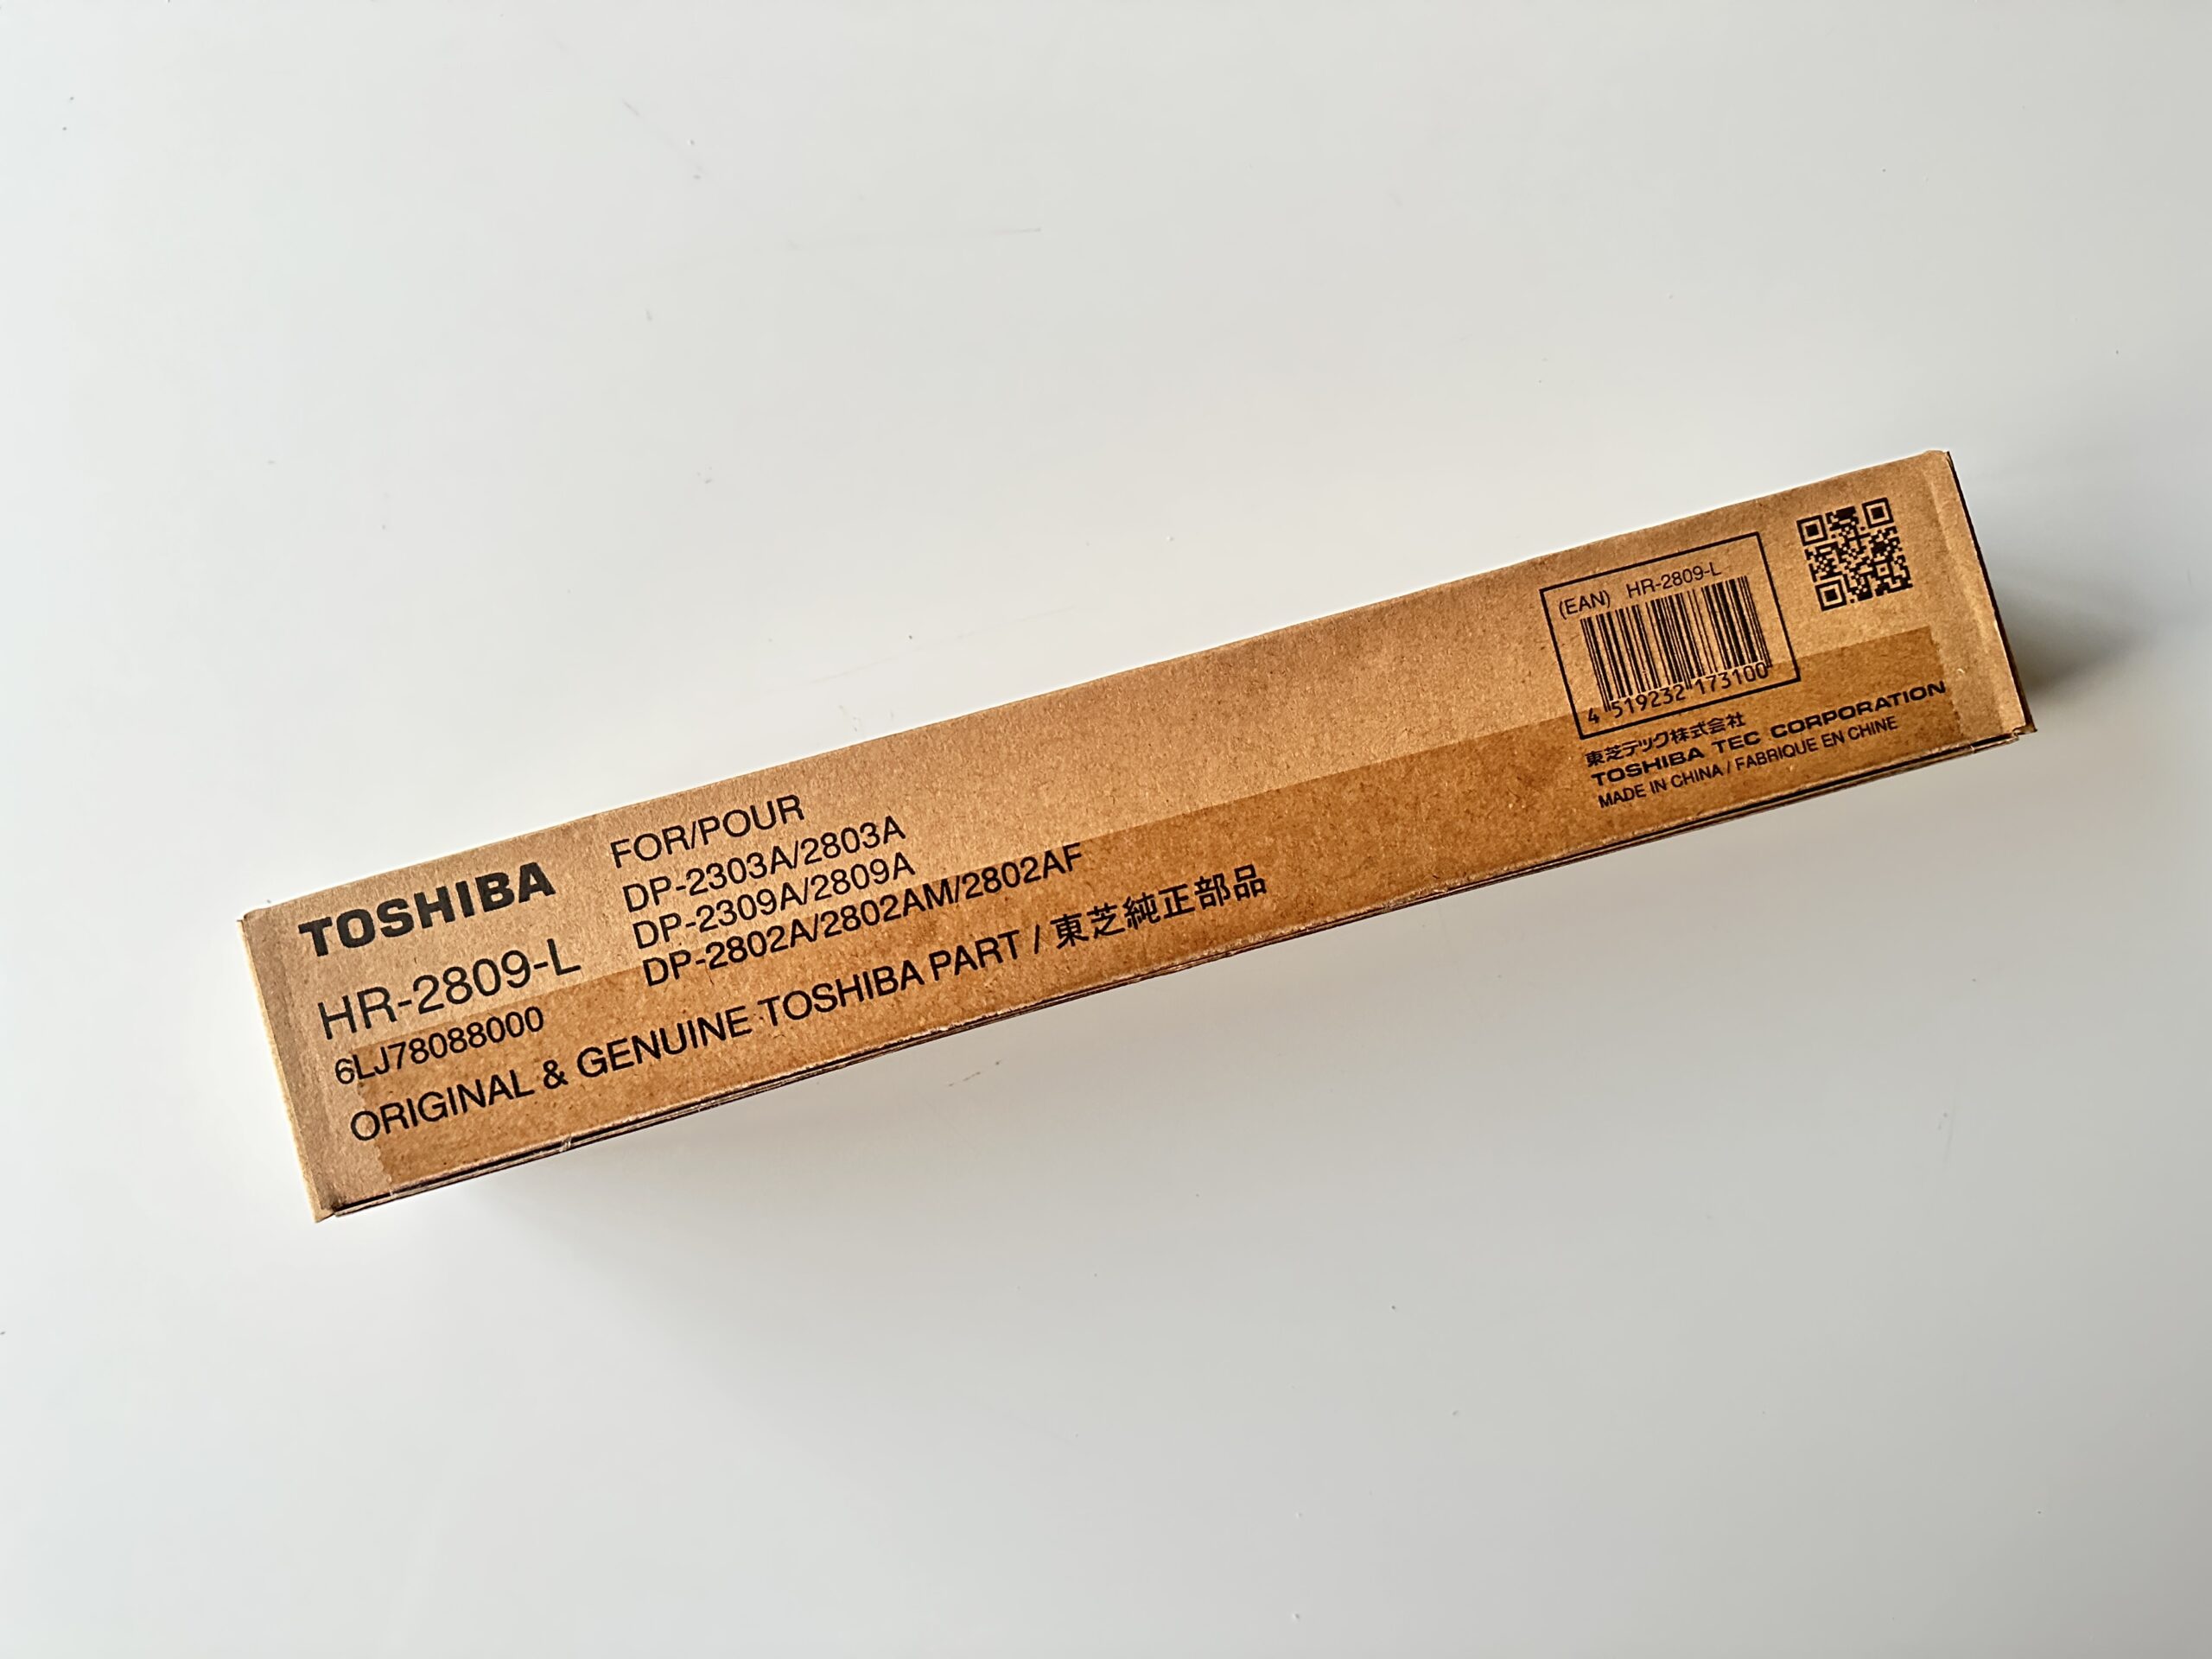 TOSHIBA
HR-2809-L
6LJ78088000
FOR/POUR
DP-2303A/2803A
DP-2309A/2809A
DP-2802A/2802AM/2802AF
ORIGINAL & GENUINE TOSHIBA PART / 東芝純正部品
(EAN) HR-2809-L
4 519232 173100
東芝テック株式会社
TOSHIBA TEC CORPORATION
MADE IN CHINA / FABRIQUE EN CHINE